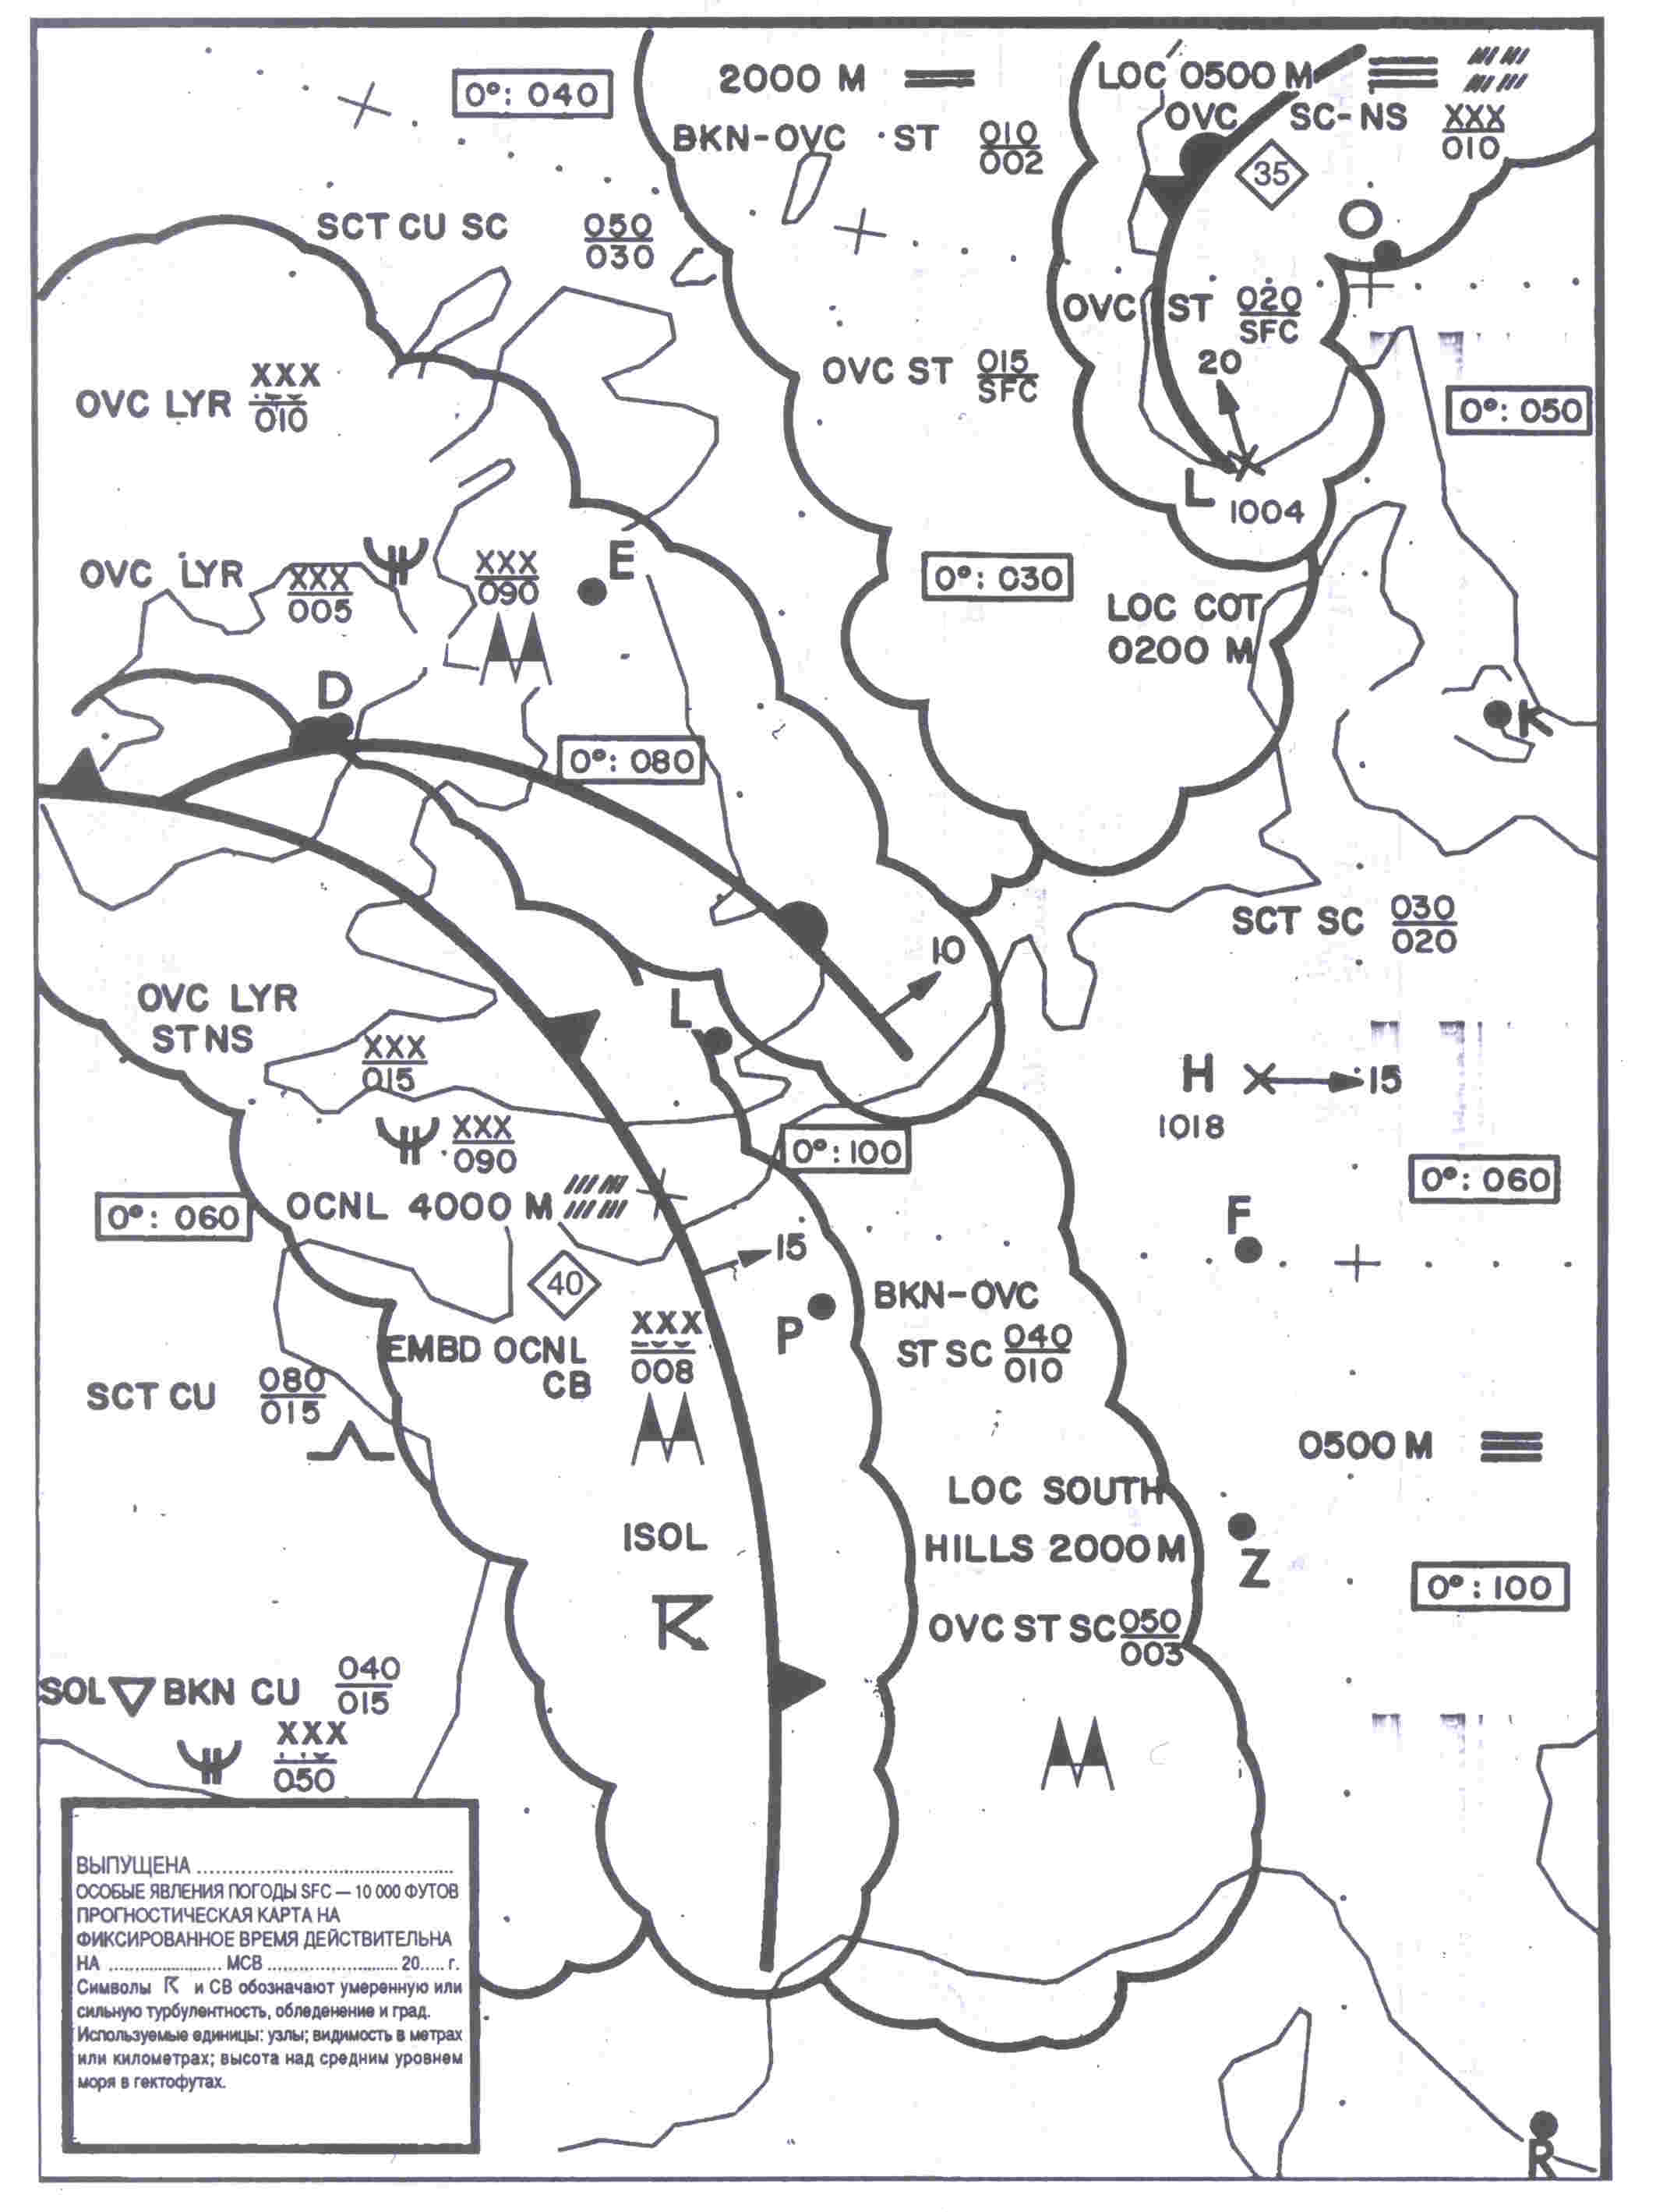 0°: 040
2000 M
LOC 0500 M
BKN-OVC ST 010
002
OVC SC-NS XXX
010
35
SCT CU SC 050
030
O
OVC ST 020
SFC
20
OVC LYR XXX
010
OVC ST 015
SFC
0°: 050
L
1004
OVC LYR XXX
005
XXX
090
E
0°: 030
LOC COT
0200 M
D
K
0°: 080
SCT SC 030
020
10
OVC LYR
ST NS
L
XXX
015
H
15
1018
XXX
090
0°: 100
0°: 060
0°: 060
OCNL 4000 M
F
15
40
BKN-OVC
ST SC 040
010
P
EMBD OCNL
CB
XXX
008
SCT CU 080
015
0500 M
LOC SOUTH
HILLS 2000 M
ISOL
Z
0°: 100
OVC ST SC 050
003
SOL BKN CU 040
015
XXX
050
ВЫПУЩЕНА ..........................................
ОСОБЫЕ ЯВЛЕНИЯ ПОГОДЫ SFC — 10 000 ФУТОВ
ПРОГНОСТИЧЕСКАЯ КАРТА НА
ФИКСИРОВАННОЕ ВРЕМЯ ДЕЙСТВИТЕЛЬНА
НА ...................... МСВ ........................ 20..... г.
Символы и СВ обозначают умеренную или
сильную турбулентность, обледенение и град.
Используемые единицы: узлы; видимость в метрах
или километрах; высота над средним уровнем
моря в гектофутах.
R